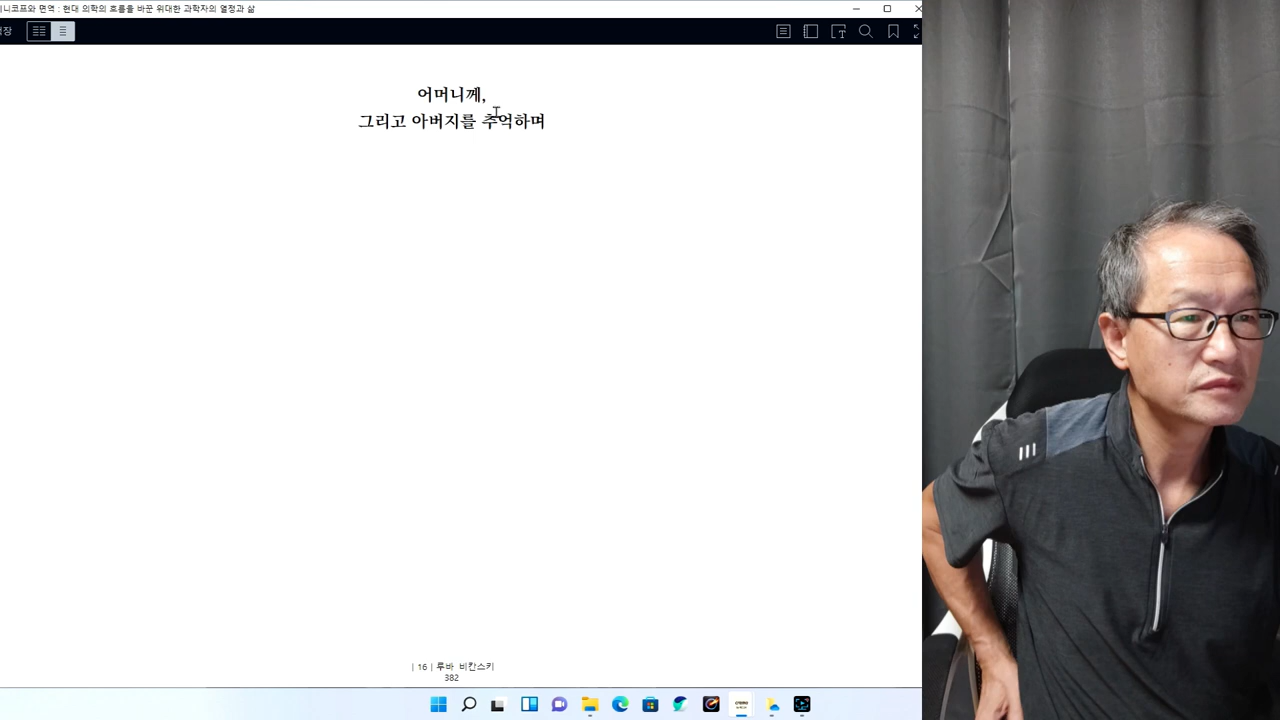 니코프와 면역 : 현대 의학의 흐름을 바꾼 위대한 과학자의 열정과 삶
장
어머니께,
그리고 아버지를 추억하며
| 16 | 루바 비칸스키
382